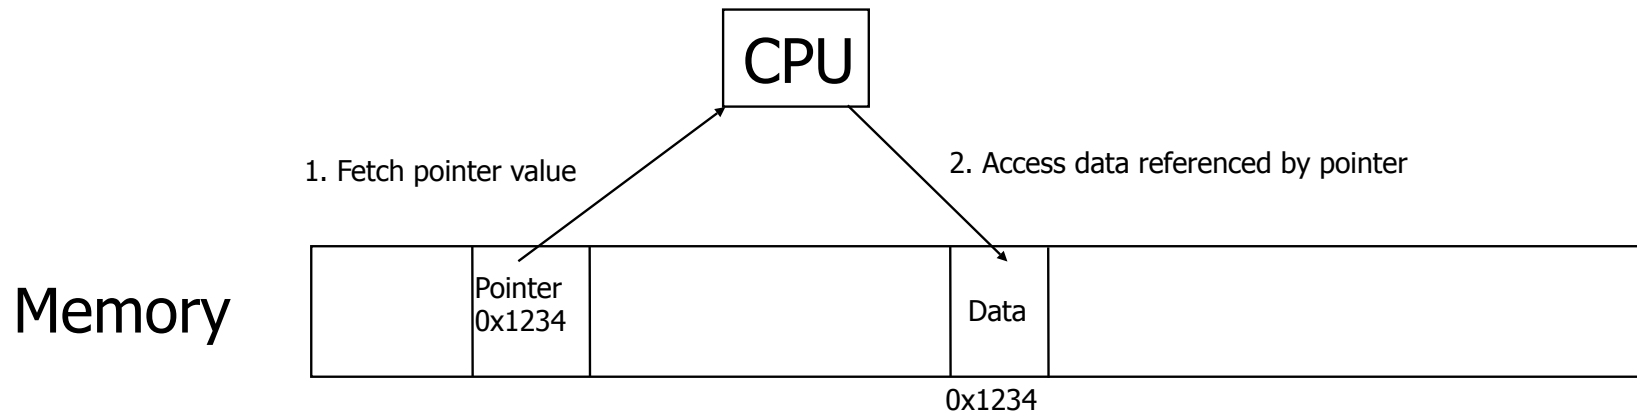 CPU
1. Fetch pointer value
2. Access data referenced by pointer
Memory
Pointer
0x1234
Data
0x1234